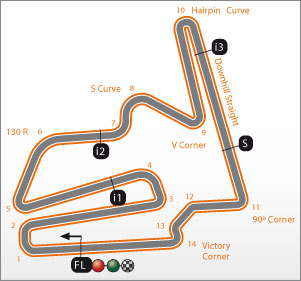 10 Hairpin Curve
i3
Downhill Straight
S Curve
8
7
9
130 R
6
i2
V Corner
S
4
i1
3
5
2
12
11
90º Corner
13
14
Victory
Corner
1
FL